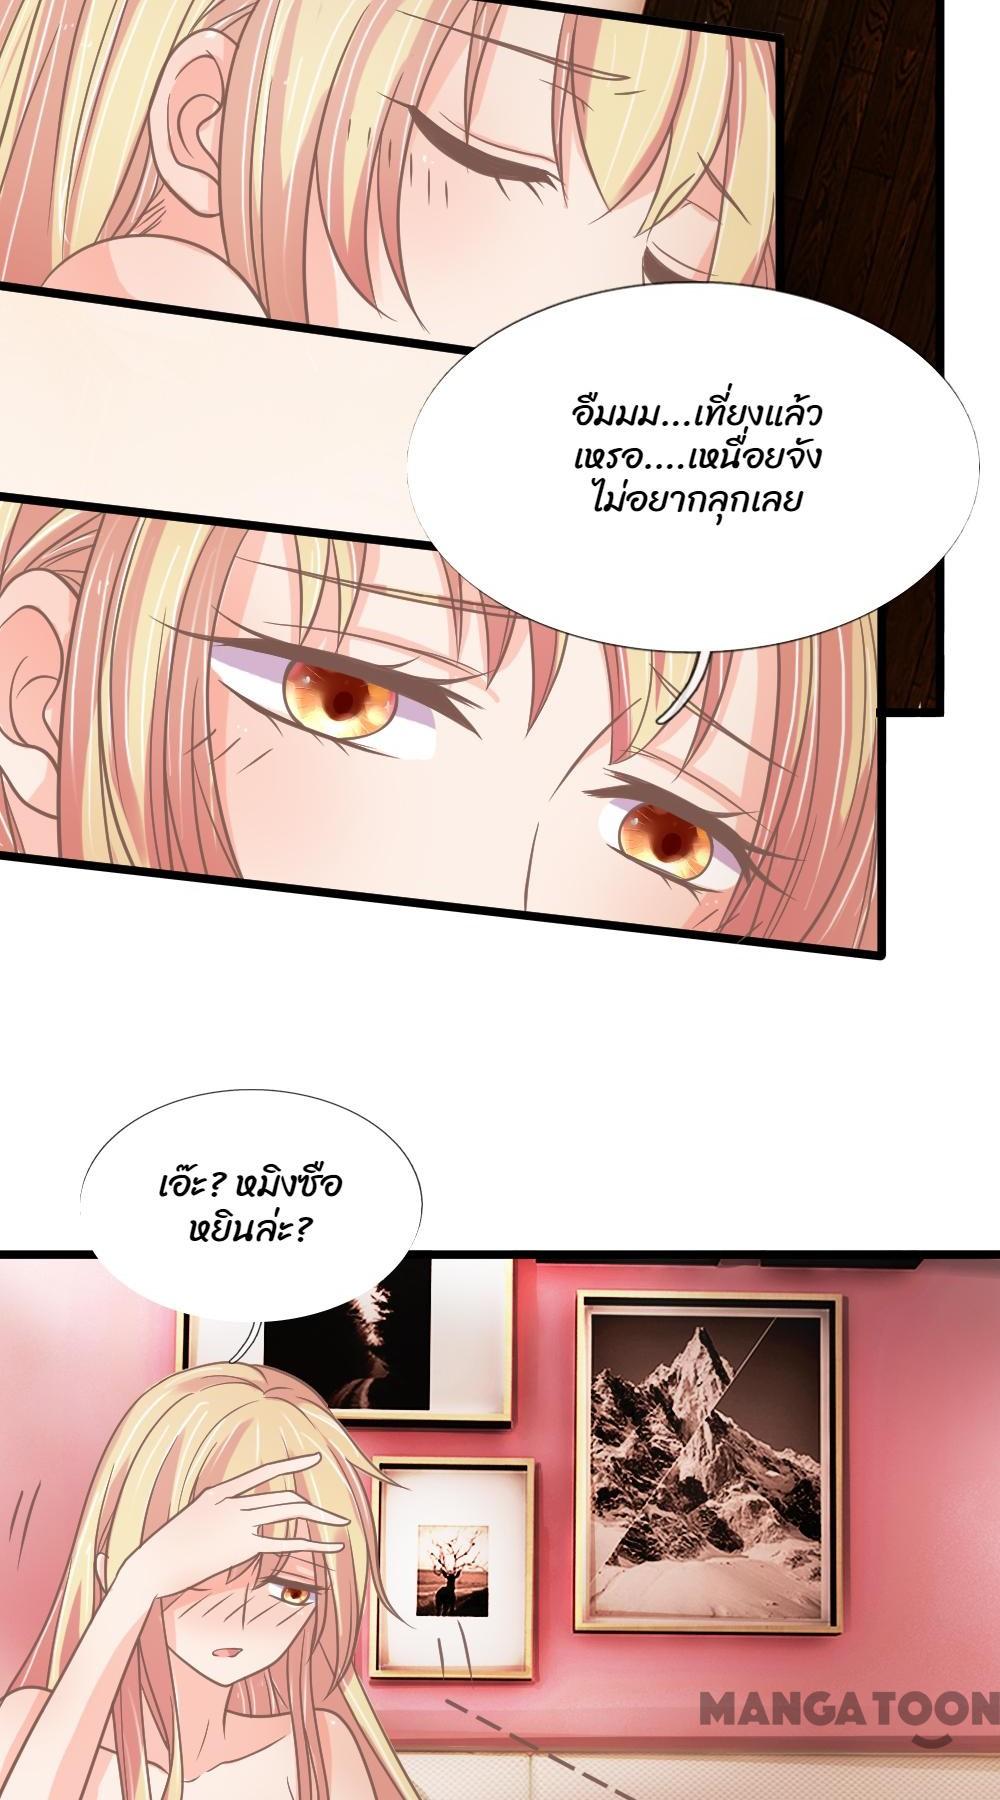 อืมมม...เที่ยงแล้ว
เหรอ....เหนื่อยจัง
ไม่อยากลุกเลย
เอ๊ะ? หมิงซือ
หยินล่ะ?
MANGA TOON